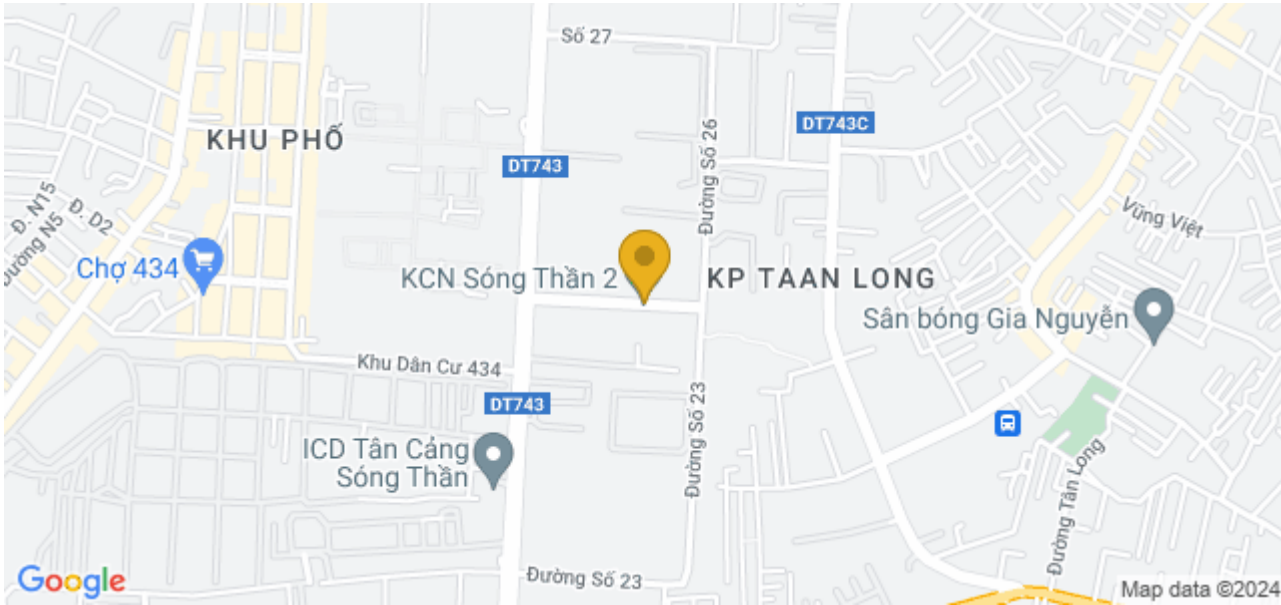 Số 27
Đường Số 26
DT743C
KHU PHỐ
DT743
Đ. N15
Đ. D2
Đường N5
Vững Việt
Chợ 434
KCN Sóng Thần 2
KP TAAN LONG
Sân bóng Gia Nguyễn
Khu Dân Cư 434
DT743
Đường Số 23
ICD Tân Cảng
Sóng Thần
Đường Tân Long
Đường Số 23
Google
Map data ©2024